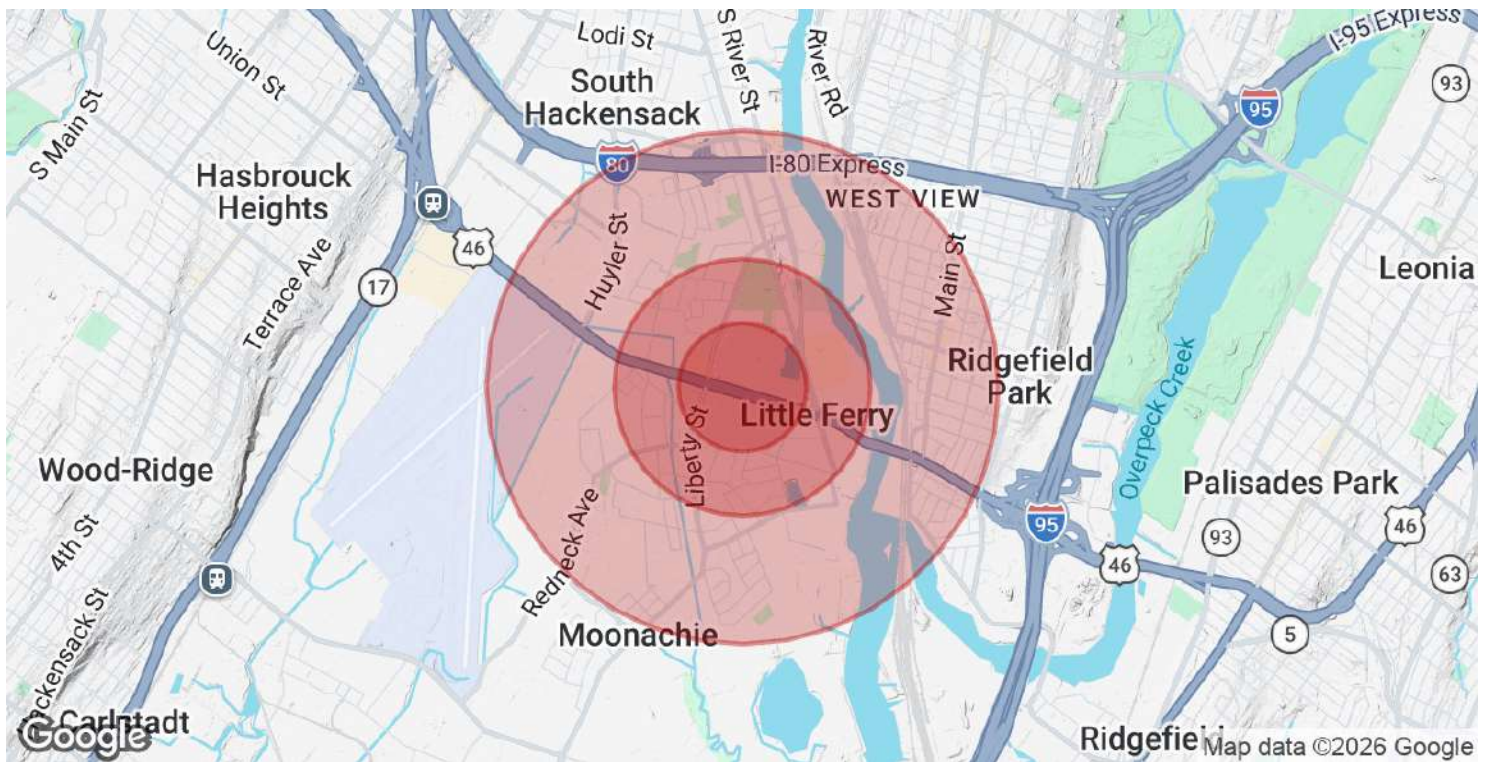 I-95 Express
Lodi St
S River St
River Rd
Union St
South
Hackensack
93
95
S Main St
80
I-80 Express
Hasbrouck
Heights
WEST VIEW
46
Huyler St
Main St
Terrace Ave
17
Leonia
Ridgefield
Park
Overpeck Creek
Little Ferry
Liberty St
Wood-Ridge
Palisades Park
4th St
Redneck Ave
95
93
46
46
63
Hackensack St
Moonachie
5
Carlstadt
Google
Ridgefield
Map data ©2026 Google